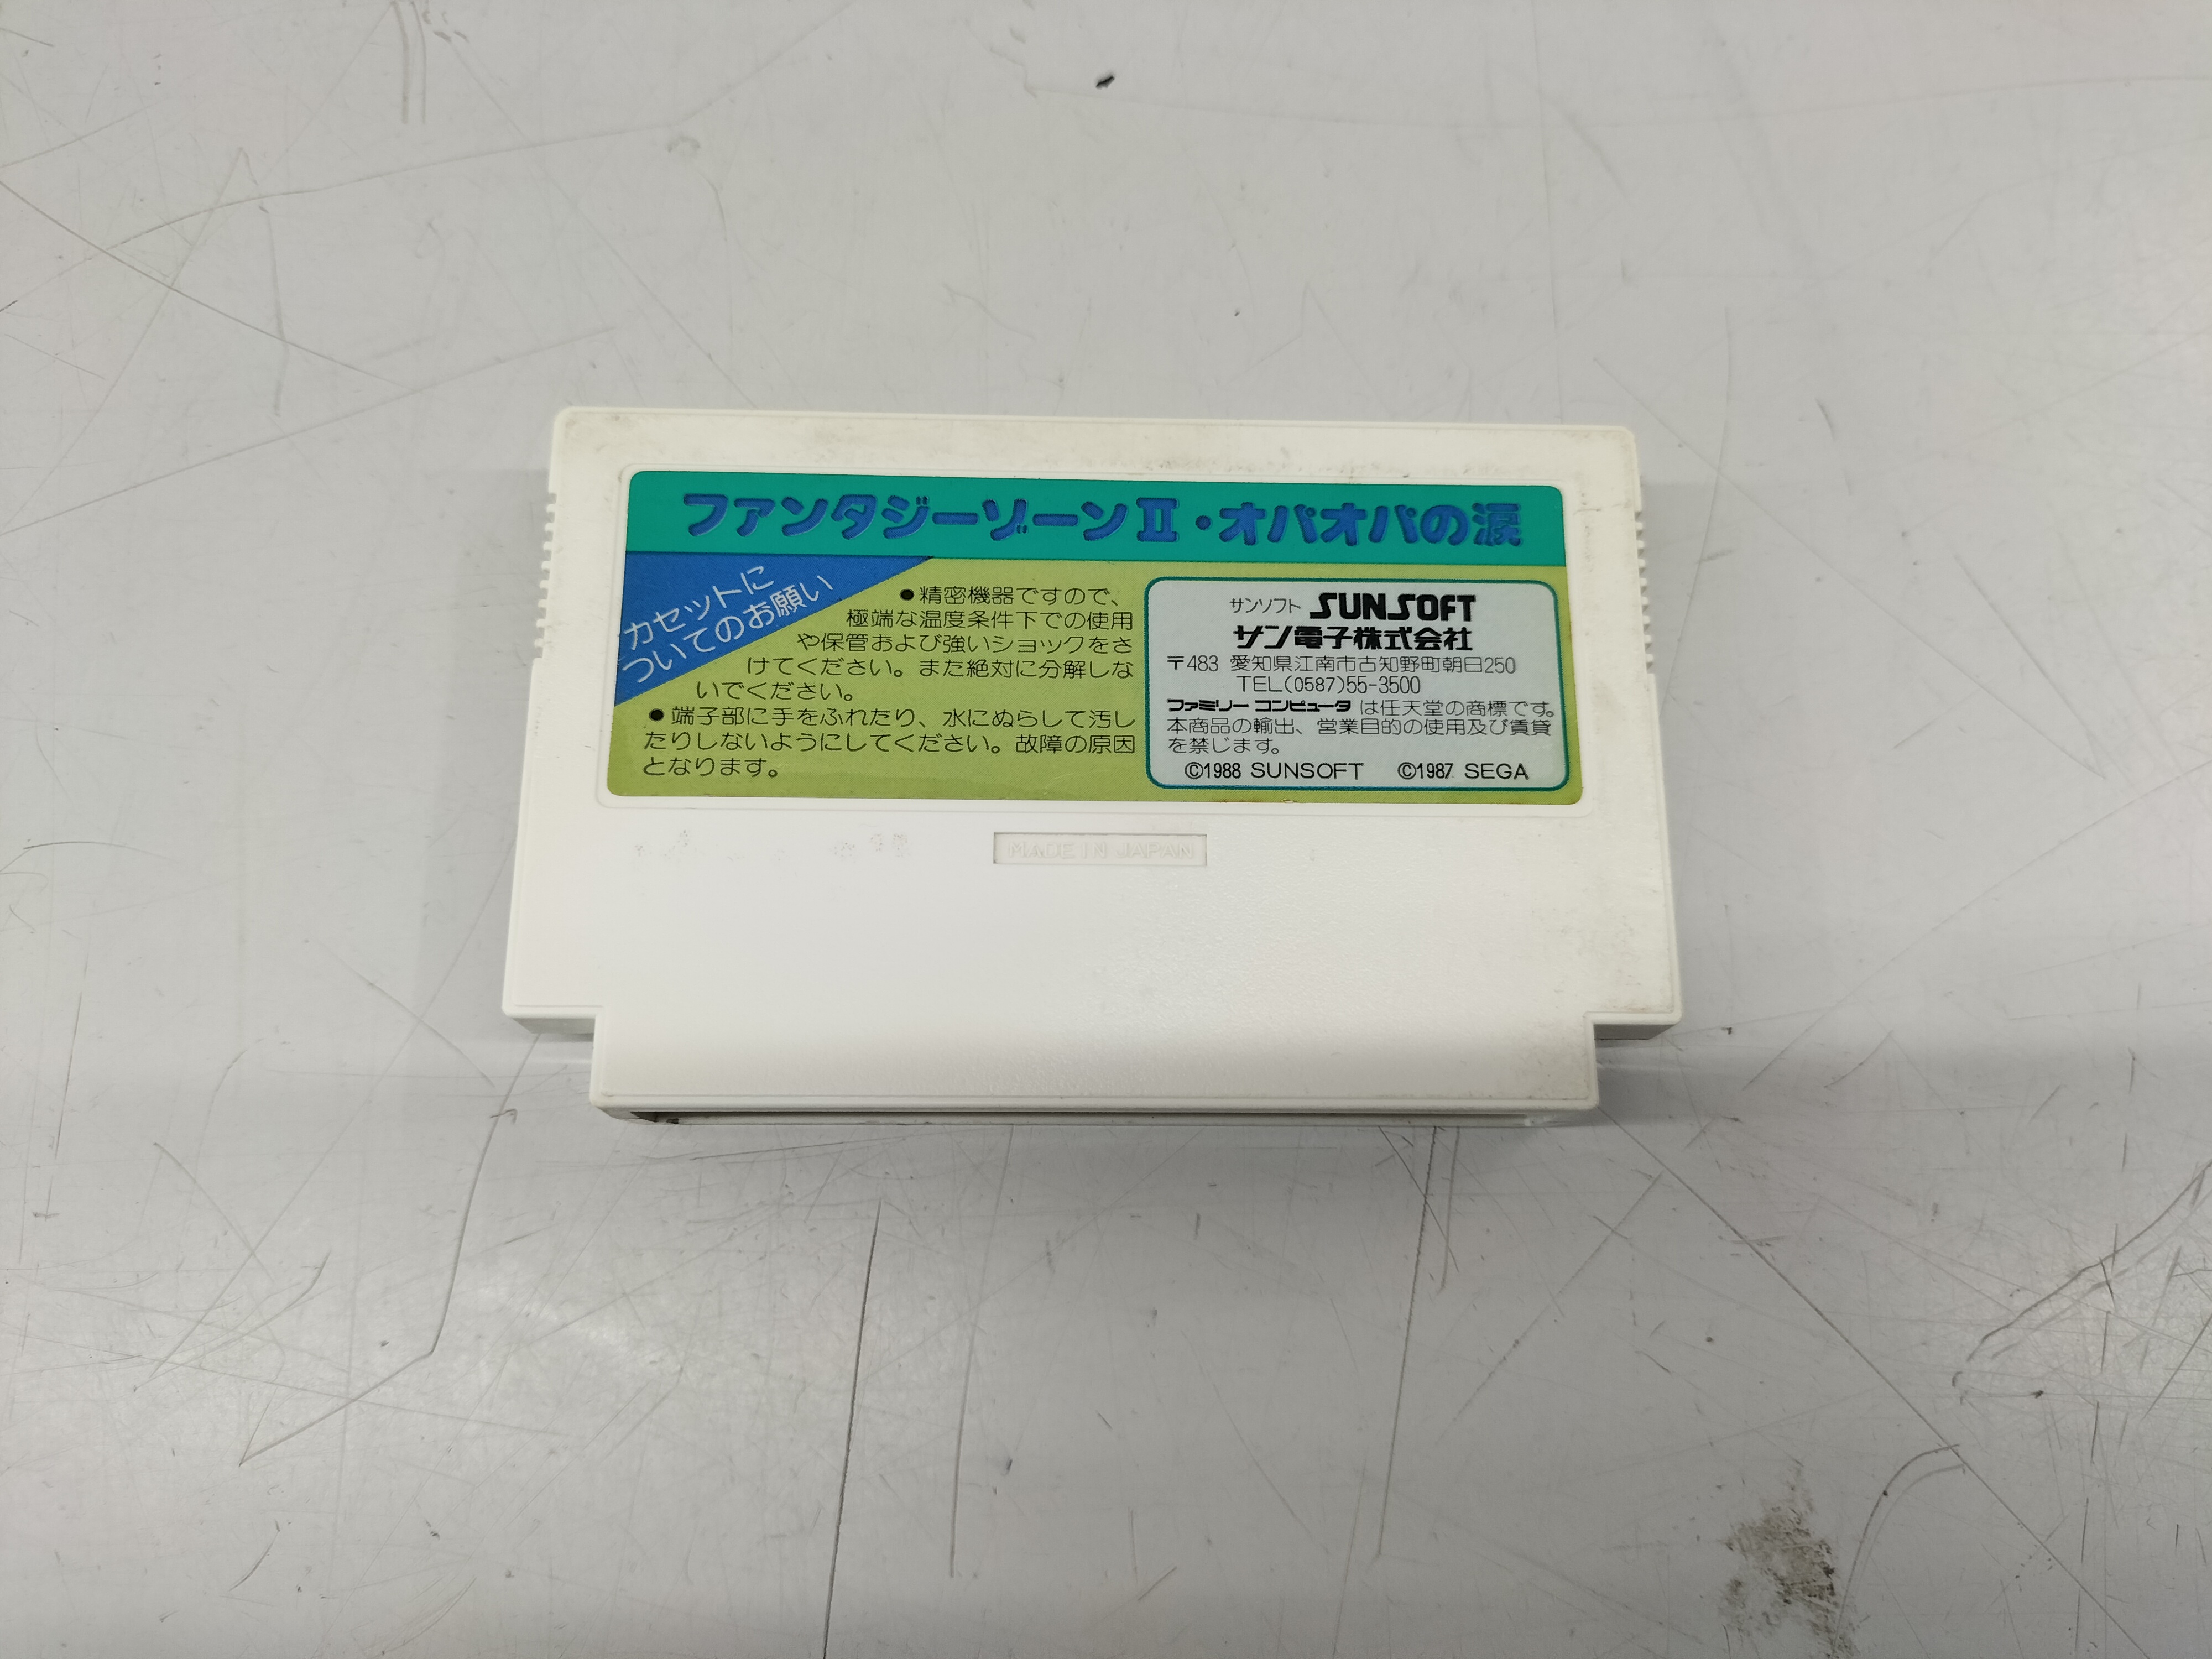 ファンタジーゾーンⅡ・オパオパの涙
カセットに
ついてのお願い
●精密機器ですので、
極端な温度条件下での使用
や保管および強いショックをさ
けてください。また絶対に分解しな
いでください。
●端子部に手をふれたり、水にぬらして汚し
たりしないようにしてください。故障の原因
となります。
サンソフト SUNSOFT
サン電子株式会社
〒483 愛知県江南市古知野町朝日250
TEL(0587)55-3500
ファミリー コンピュータ は任天堂の商標です。
本商品の輸出、営業目的の使用及び賃貸
を禁じます。
©1988 SUNSOFT ©1987 SEGA
MADE IN JAPAN